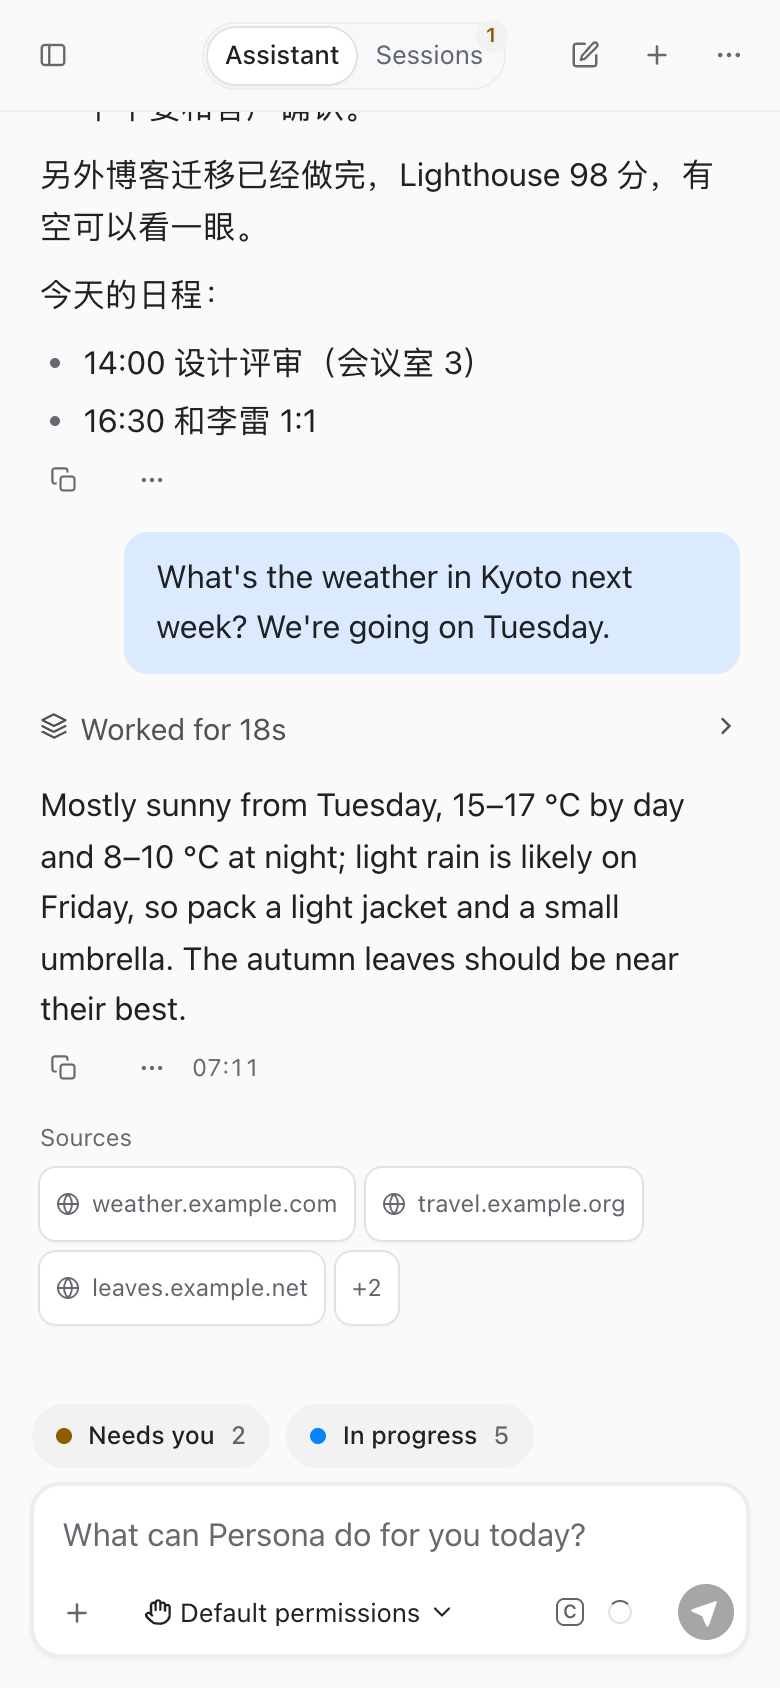 Assistant
Sessions
1
另外博客迁移已经做完，Lighthouse 98 分，有
空可以看一眼。
今天的日程：
• 14:00 设计评审（会议室 3）
• 16:30 和李雷 1:1
What's the weather in Kyoto next
week? We're going on Tuesday.
Worked for 18s
Mostly sunny from Tuesday, 15–17 °C by day
and 8–10 °C at night; light rain is likely on
Friday, so pack a light jacket and a small
umbrella. The autumn leaves should be near
their best.
07:11
Sources
weather.example.com
travel.example.org
leaves.example.net
+2
Needs you 2
In progress 5
What can Persona do for you today?
Default permissions
C